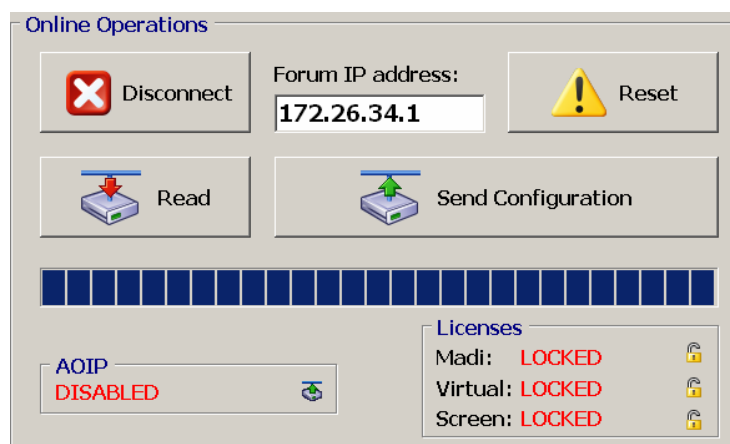 Online Operations
Disconnect
Forum IP address:
172.26.34.1
Reset
Read
Send Configuration
AOIP
DISABLED
Licenses
Madi: LOCKED
Virtual: LOCKED
Screen: LOCKED